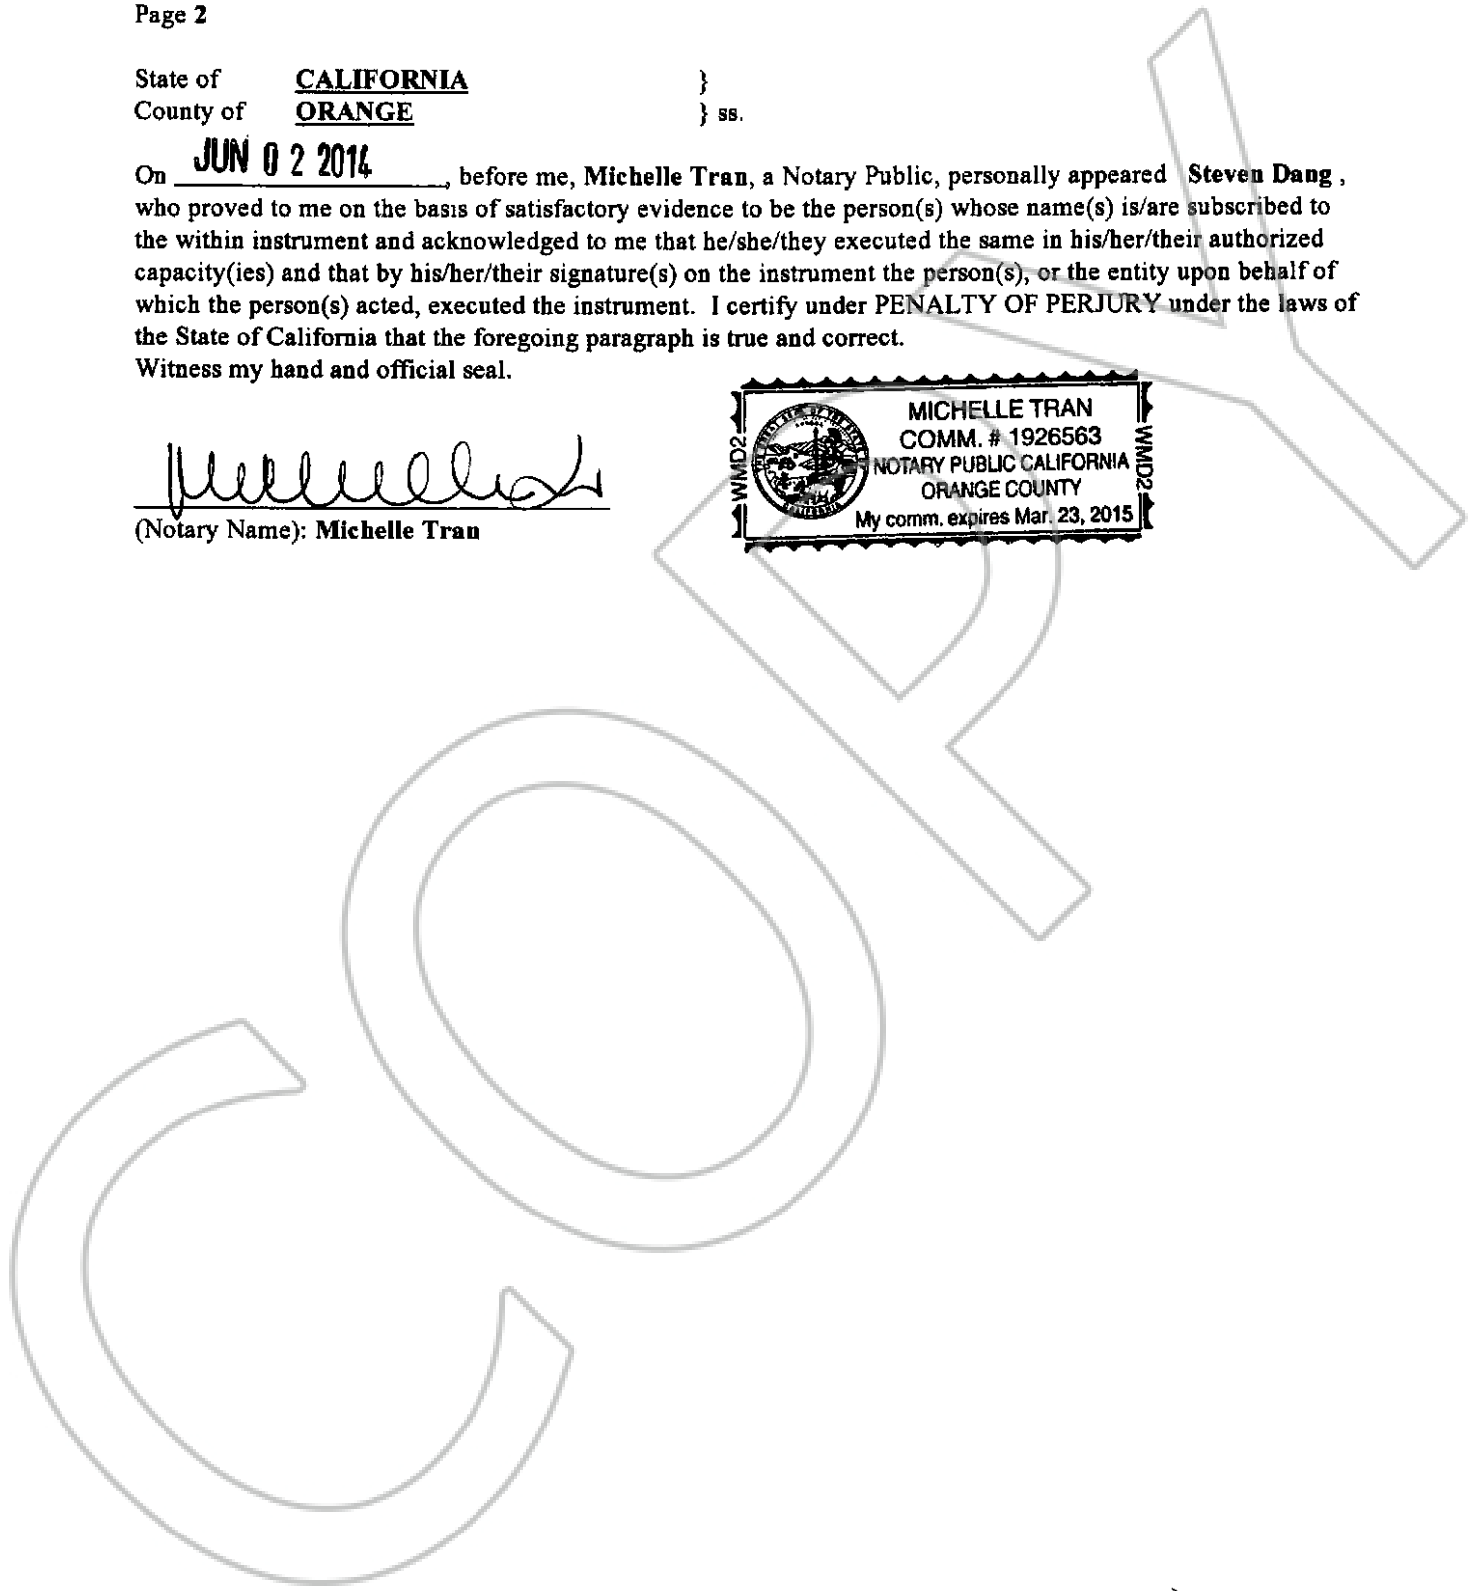 Page 2
State of CALIFORNIA }
County of ORANGE } ss.
On JUN 02 2014, before me, Michelle Tran, a Notary Public, personally appeared Steven Dang ,
who proved to me on the basis of satisfactory evidence to be the person(s) whose name(s) is/are subscribed to
the within instrument and acknowledged to me that he/she/they executed the same in his/her/their authorized
capacity(ies) and that by his/her/their signature(s) on the instrument the person(s), or the entity upon behalf of
which the person(s) acted, executed the instrument. I certify under PENALTY OF PERJURY under the laws of
the State of California that the foregoing paragraph is true and correct.
Witness my hand and official seal.
(Notary Name): Michelle Tran
WMD2
MICHELLE TRAN
COMM. # 1926563
NOTARY PUBLIC CALIFORNIA
ORANGE COUNTY
My comm. expires Mar. 23, 2015
WMD2
COPY